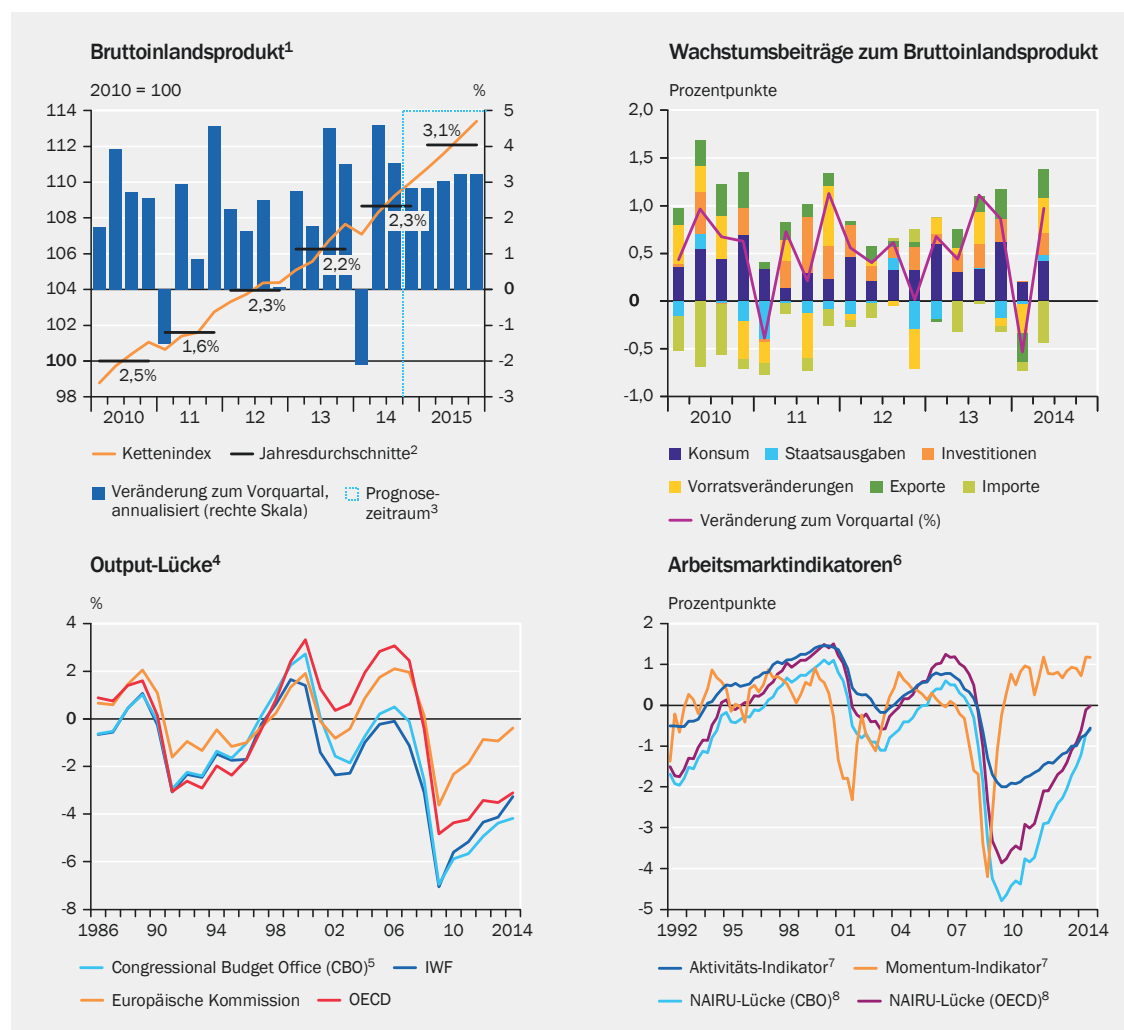 Bruttoinlandsprodukt¹
2010 = 100
%
114
112
110
108
106
104
102
100
98
5
4
3
2
1
0
-1
-2
-3
2,5%
1,6%
2,3%
2,2%
2,3%
3,1%
2010 11 12 13 14 2015
Kettenindex Jahresdurchschnitte²
Veränderung zum Vorquartal,
annualisiert (rechte Skala)
Prognose-
zeitraum³
Wachstumsbeiträge zum Bruttoinlandsprodukt
Prozentpunkte
2,0
1,5
1,0
0,5
0
-0,5
-1,0
2010 11 12 13 2014
Konsum Staatsausgaben Investitionen
Vorratsveränderungen Exporte Importe
Veränderung zum Vorquartal (%)
Output-Lücke⁴
%
4
2
0
-2
-4
-6
-8
1986 90 94 98 02 06 10 2014
Congressional Budget Office (CBO)⁵ IWF
Europäische Kommission OECD
Arbeitsmarktindikatoren⁶
Prozentpunkte
2
1
0
-1
-2
-3
-4
-5
1992 95 98 01 04 07 10 2014
Aktivitäts-Indikator⁷ Momentum-Indikator⁷
NAIRU-Lücke (CBO)⁸ NAIRU-Lücke (OECD)⁸